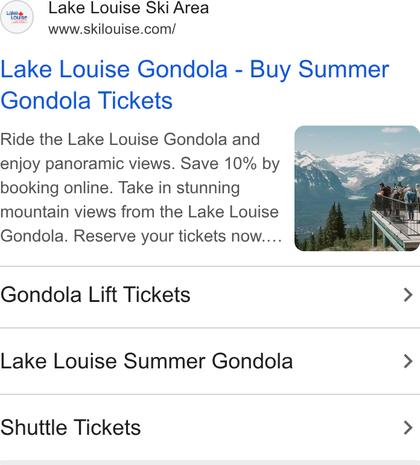 Lake Louise Ski Area
www.skilouise.com/
Lake Louise Gondola - Buy Summer
Gondola Tickets
Ride the Lake Louise Gondola and
enjoy panoramic views. Save 10% by
booking online. Take in stunning
mountain views from the Lake Louise
Gondola. Reserve your tickets now....
Gondola Lift Tickets
Lake Louise Summer Gondola
Shuttle Tickets